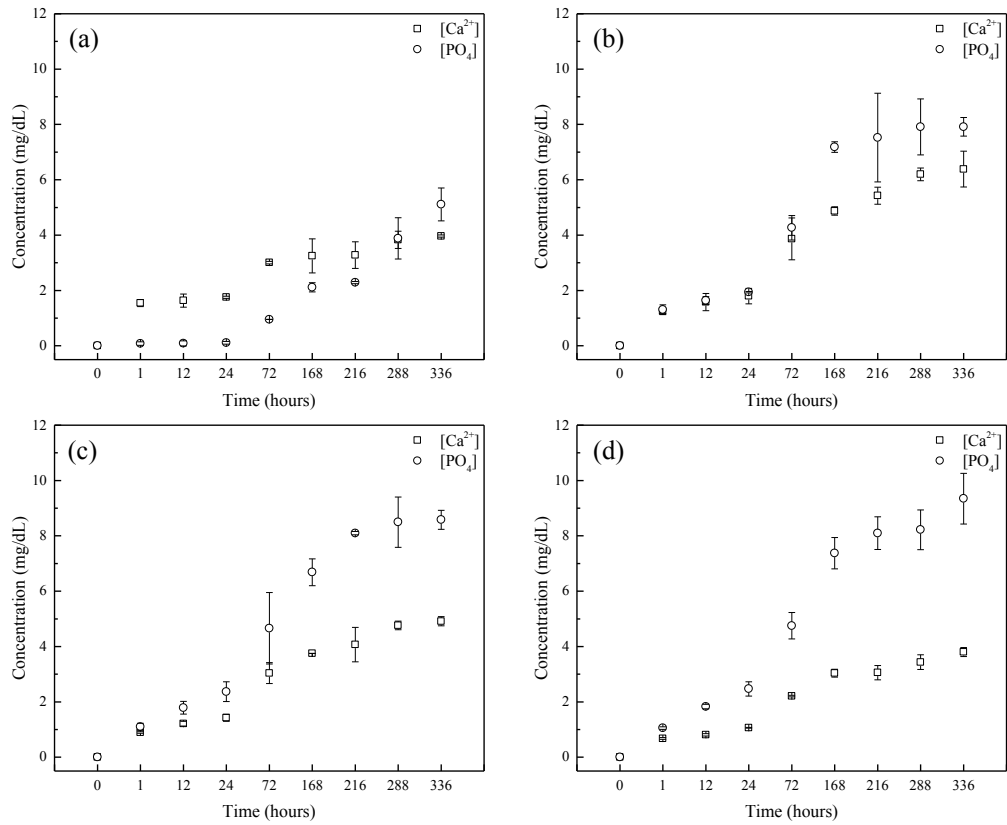 (a)
[Ca²⁺]
[PO₄]
12
10
8
6
4
2
0
Concentration (mg/dL)
0 1 12 24 72 168 216 288 336
Time (hours)
(b)
[Ca²⁺]
[PO₄]
12
10
8
6
4
2
0
Concentration (mg/dL)
0 1 12 24 72 168 216 288 336
Time (hours)
(c)
[Ca²⁺]
[PO₄]
12
10
8
6
4
2
0
Concentration (mg/dL)
0 1 12 24 72 168 216 288 336
Time (hours)
(d)
[Ca²⁺]
[PO₄]
12
10
8
6
4
2
0
Concentration (mg/dL)
0 1 12 24 72 168 216 288 336
Time (hours)